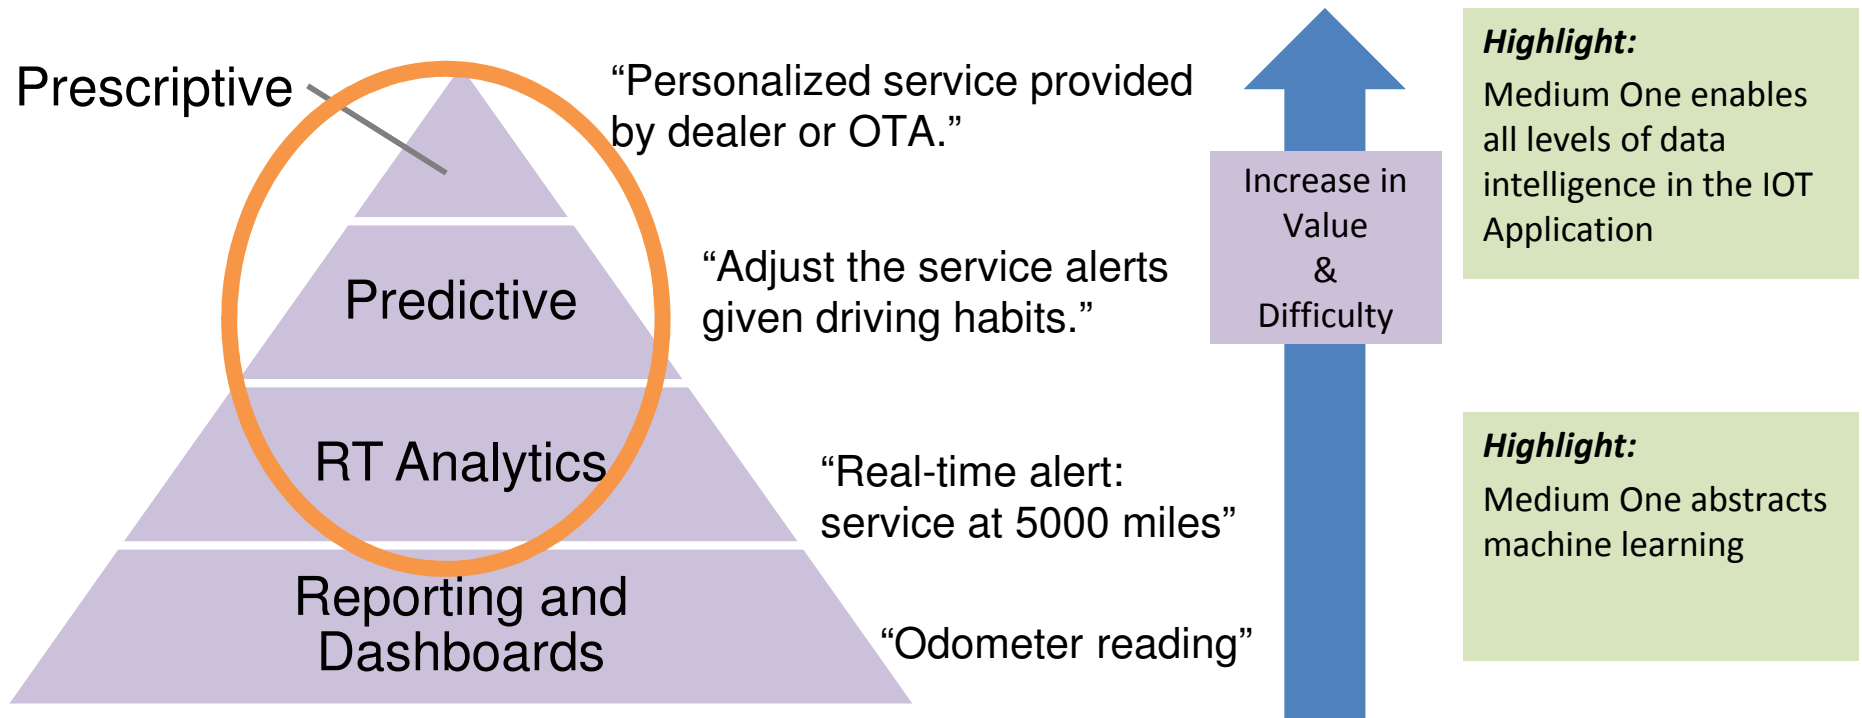 Prescriptive
“Personalized service provided
by dealer or OTA.”
Predictive
“Adjust the service alerts
given driving habits.”
RT Analytics
“Real-time alert:
service at 5000 miles”
Reporting and
Dashboards
“Odometer reading”
Increase in
Value
&
Difficulty
Highlight:
Medium One enables
all levels of data
intelligence in the IOT
Application
Highlight:
Medium One abstracts
machine learning